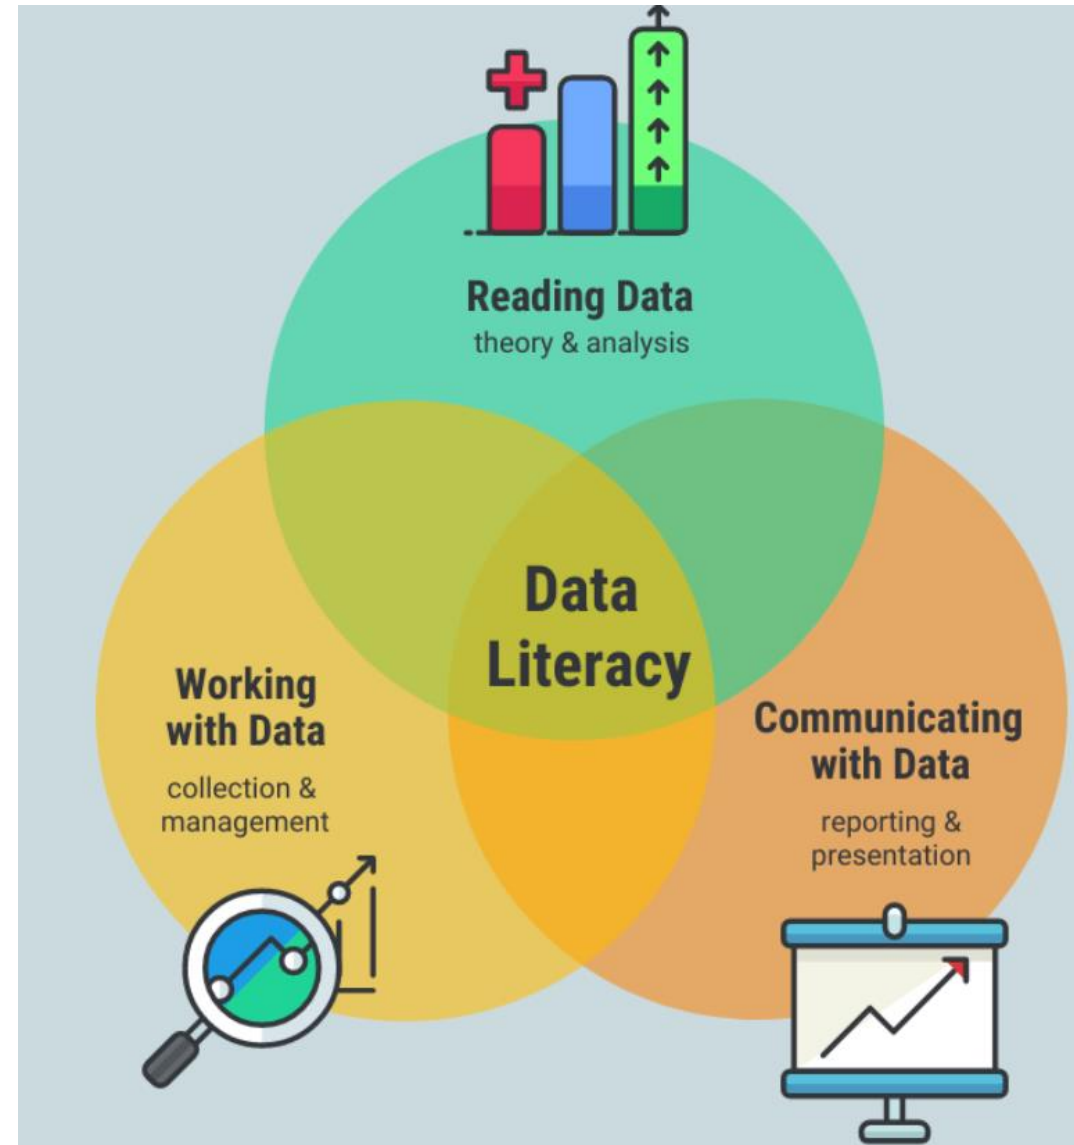 Reading Data
theory & analysis
Data
Literacy
Working
with Data
collection &
management
Communicating
with Data
reporting &
presentation